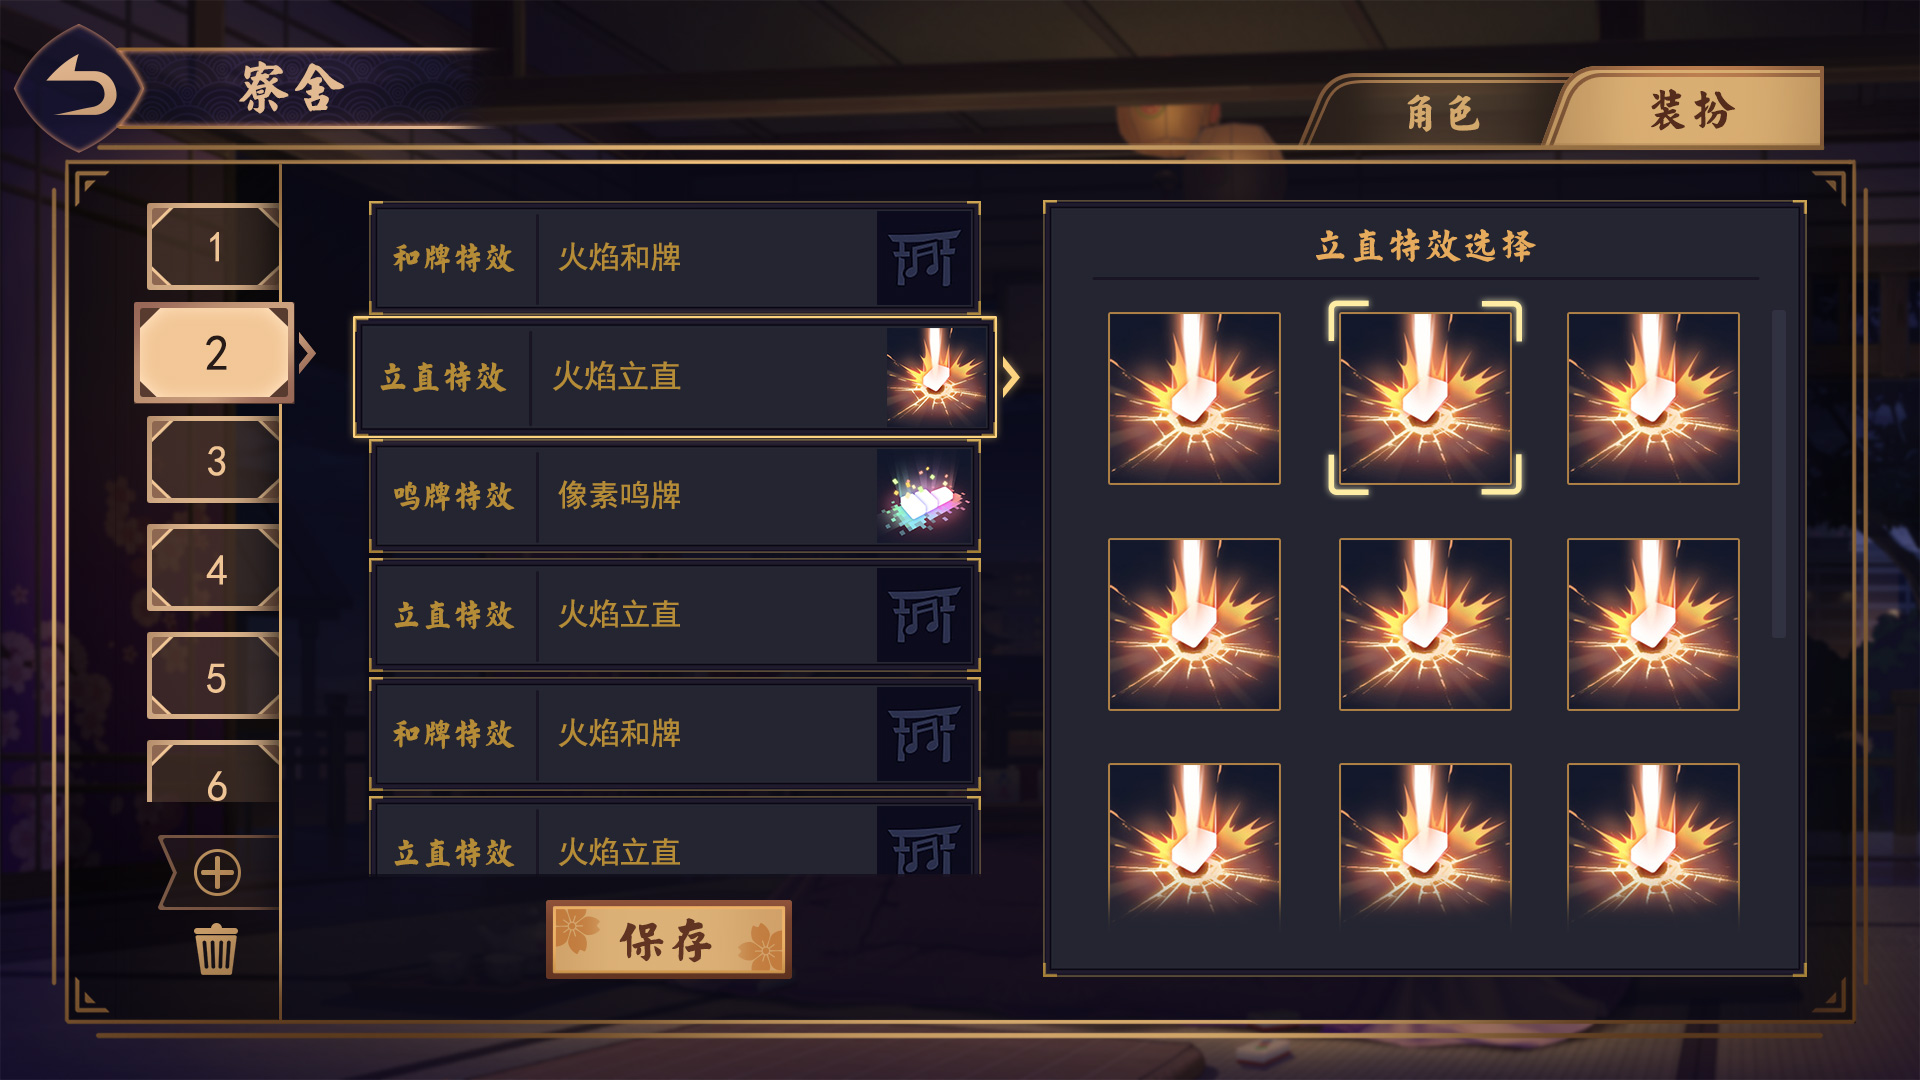 寮舍
角色
装扮
1
2
3
4
5
6
和牌特效 火焰和牌
立直特效 火焰立直
鸣牌特效 像素鸣牌
立直特效 火焰立直
和牌特效 火焰和牌
立直特效 火焰立直
保存
立直特效选择